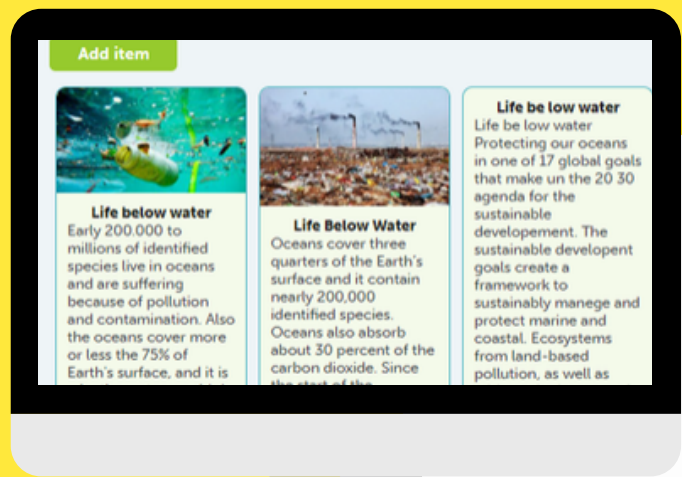 Add item
Life below water
Early 200.000 to
millions of identified
species live in oceans
and are suffering
because of pollution
and contamination. Also
the oceans cover more
or less the 75% of
Earth's surface, and it is
Life Below Water
Oceans cover three
quarters of the Earth's
surface and it contain
nearly 200,000
identified species.
Oceans also absorb
about 30 percent of the
carbon dioxide. Since
the start of the
Life be low water
Life be low water
Protecting our oceans
in one of 17 global goals
that make un the 20 30
agenda for the
sustainable
developement. The
sustainable developent
goals create a
framework to
sustainably manege and
protect marine and
coastal. Ecosystems
from land-based
pollution, as well as